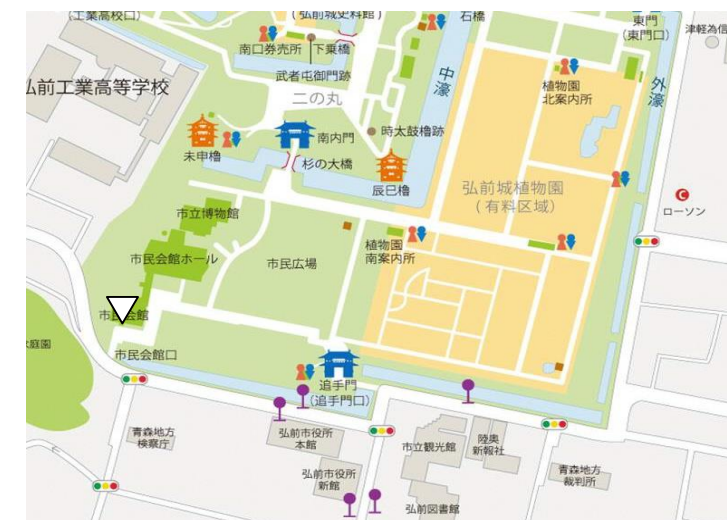 (工業高校口)
(弘前城史料館)
石橋
東門
(東門口)
津軽為信
南口券売所
下乗橋
武者屯御門跡
中濠
植物園
北案内所
外濠
弘前工業高等学校
二の丸
南内門
時太鼓櫓跡
未申櫓
杉の大橋
辰巳櫓
弘前城植物園
(有料区域)
ローソン
市立博物館
植物園
南案内所
市民会館ホール
市民広場
市民会館
庭園
市民会館口
追手門
(追手門口)
青森地方
検察庁
弘前市役所
本館
市立観光館
陸奥
新報社
弘前市役所
新館
青森地方
裁判所
弘前図書館